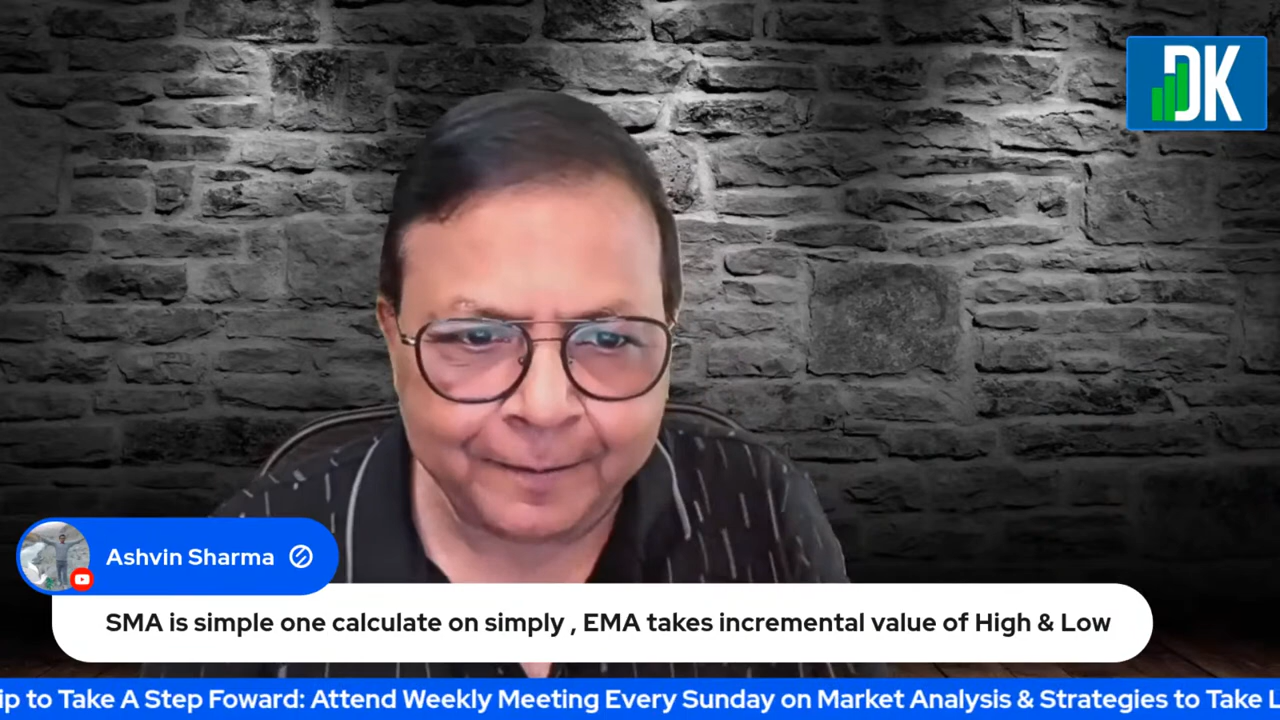 DK
Ashvin Sharma
SMA is simple one calculate on simply , EMA takes incremental value of High & Low
ip to Take A Step Foward: Attend Weekly Meeting Every Sunday on Market Analysis & Strategies to Take L